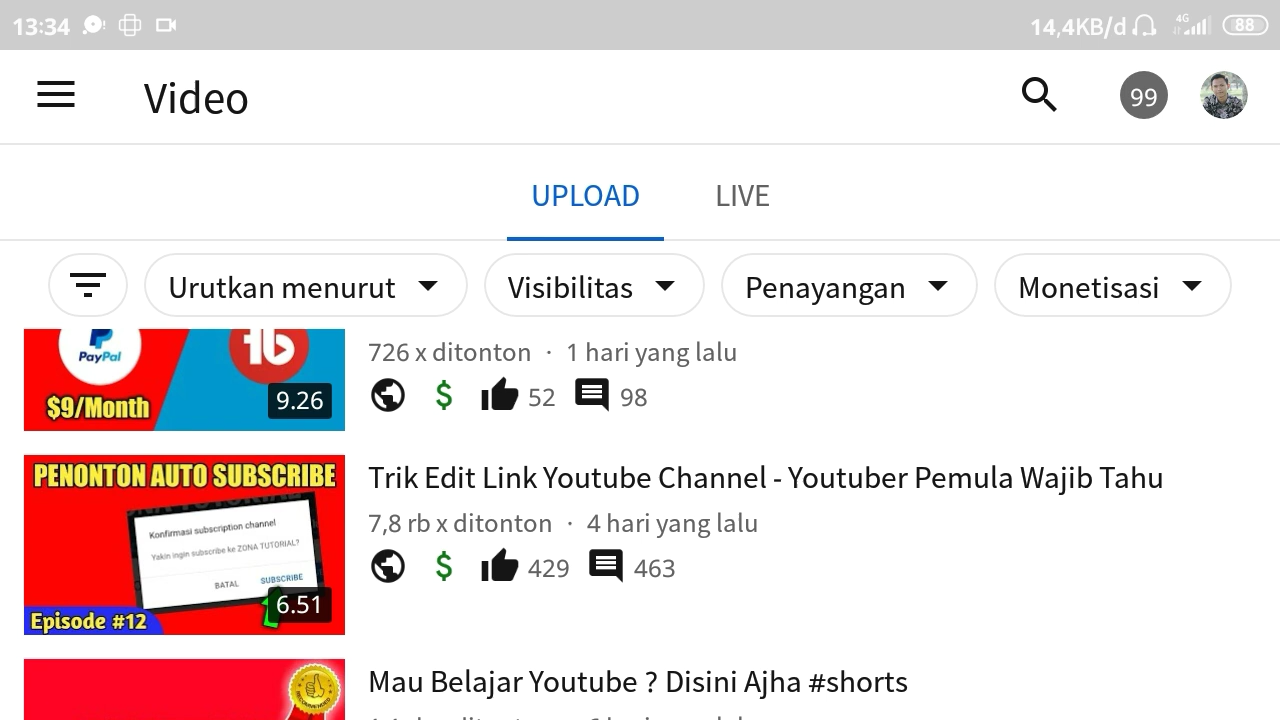 13:34
14,4KB/d 4G 88
Video
99
UPLOAD LIVE
Urutkan menurut Visibilitas Penayangan Monetisasi
PayPal
$9/Month
9.26
726 x ditonton · 1 hari yang lalu
52 98
PENONTON AUTO SUBSCRIBE
Konfirmasi subscription channel
Yakin ingin subscribe ke ZONA TUTORIAL?
BATAL SUBSCRIBE
6.51
Episode #12
Trik Edit Link Youtube Channel - Youtuber Pemula Wajib Tahu
7,8 rb x ditonton · 4 hari yang lalu
429 463
RECOMMENDED
Mau Belajar Youtube ? Disini Ajha #shorts